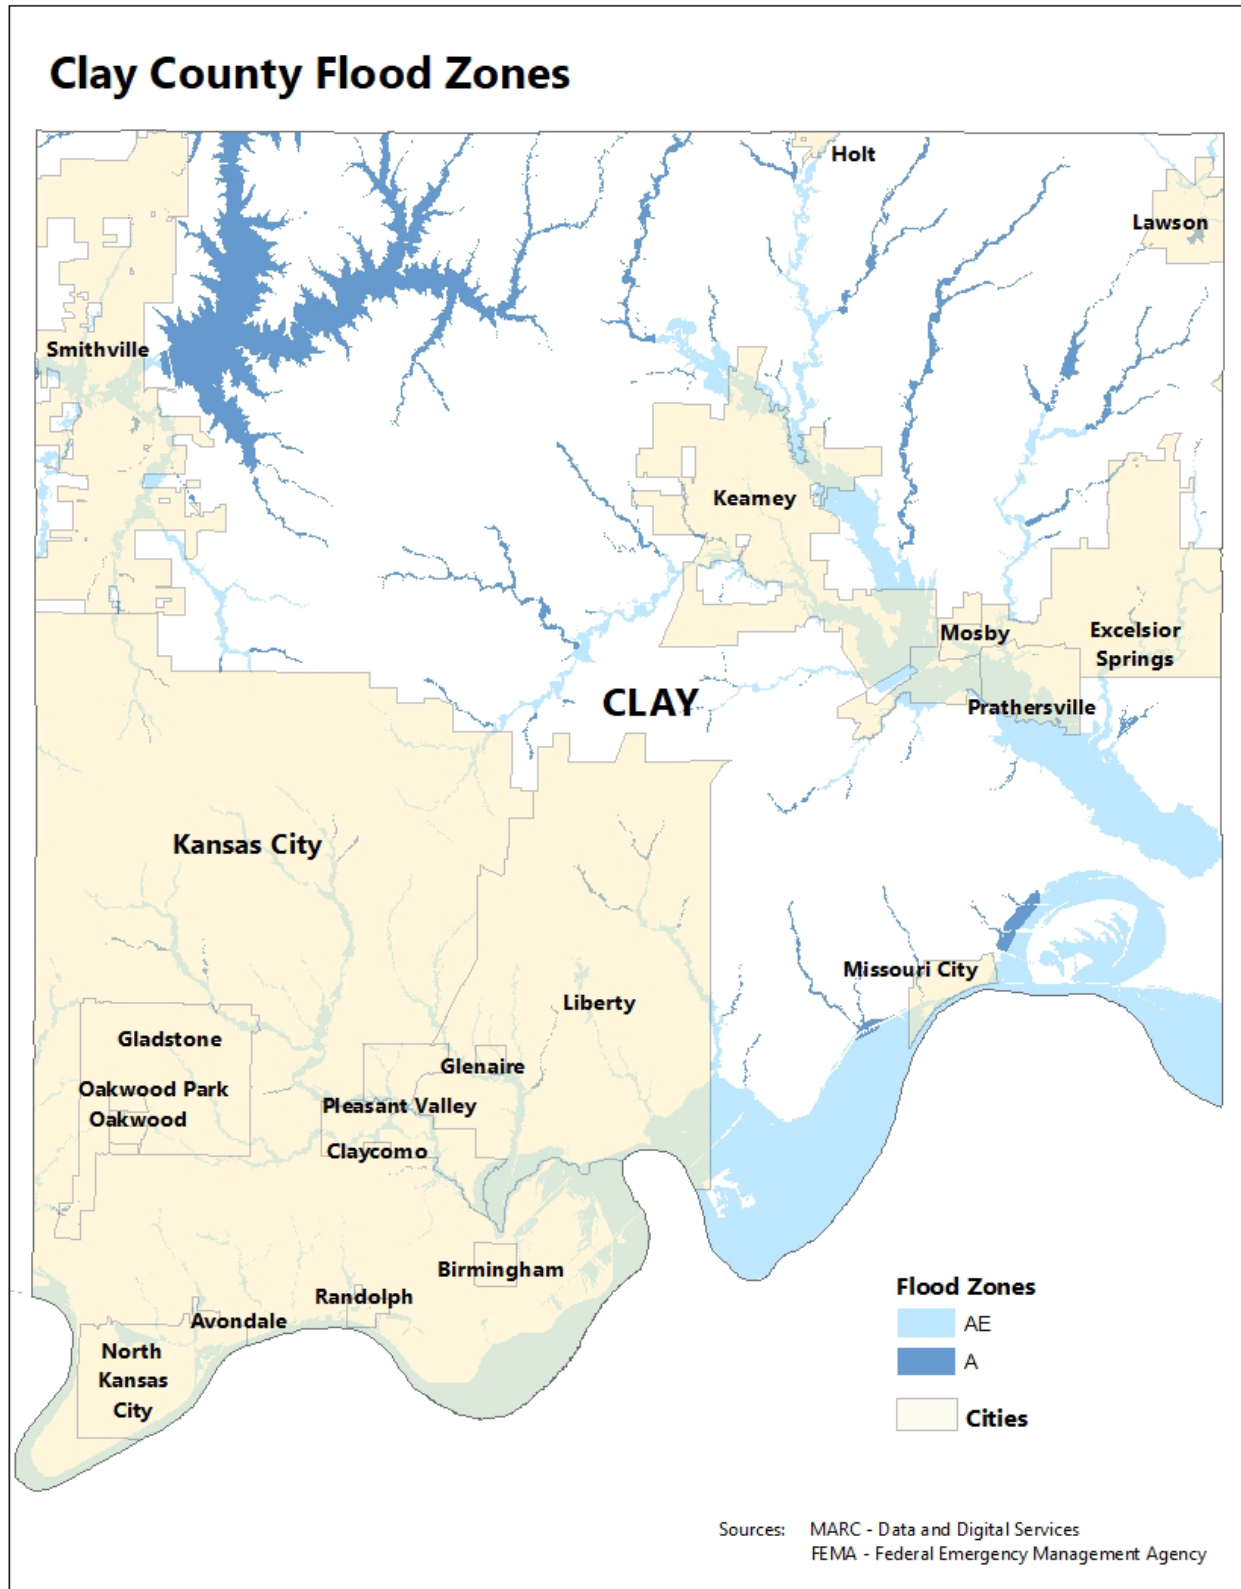 Clay County Flood Zones
Holt
Lawson
Smithville
Kearney
Mosby
Excelsior
Springs
CLAY
Prathersville
Kansas City
Missouri City
Liberty
Gladstone
Glenaire
Oakwood Park
Pleasant Valley
Oakwood
Claycomo
Birmingham
Randolph
Avondale
North
Kansas
City
Flood Zones
AE
A
Cities
Sources: MARC - Data and Digital Services
FEMA - Federal Emergency Management Agency